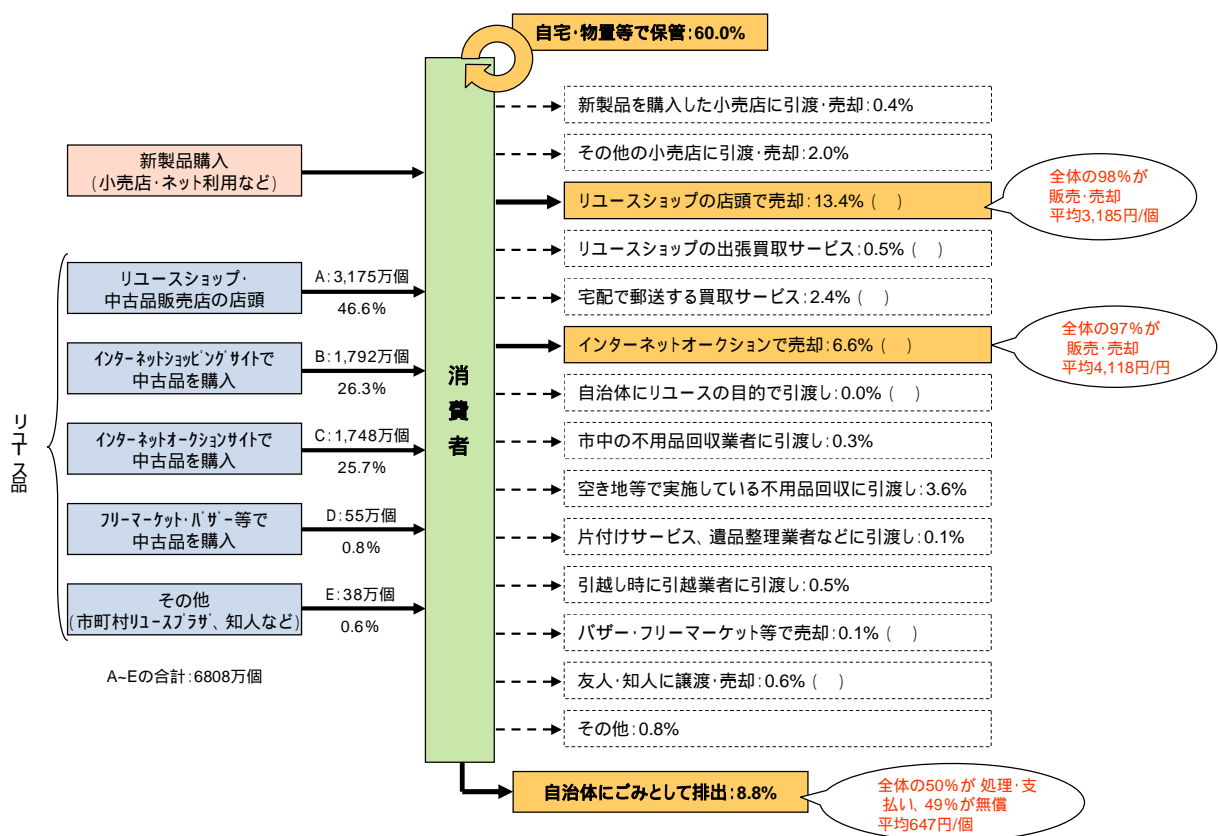 自宅・物置等で保管:60.0%
新製品購入
(小売店・ネット利用など)
リユース品
リユースショップ・
中古品販売店の店頭
A:3,175万個
46.6%
インターネットショッピングサイトで
中古品を購入
B:1,792万個
26.3%
インターネットオークションサイトで
中古品を購入
C:1,748万個
25.7%
フリーマーケット・バザー等で
中古品を購入
D:55万個
0.8%
その他
(市町村リユースプラザ、知人など)
E:38万個
0.6%
A~Eの合計:6808万個
消費者
新製品を購入した小売店に引渡・売却:0.4%
その他の小売店に引渡・売却:2.0%
リユースショップの店頭で売却:13.4% (　)
全体の98%が
販売・売却
平均3,185円/個
リユースショップの出張買取サービス:0.5% (　)
宅配で郵送する買取サービス:2.4% (　)
インターネットオークションで売却:6.6% (　)
全体の97%が
販売・売却
平均4,118円/円
自治体にリユースの目的で引渡し:0.0% (　)
市中の不用品回収業者に引渡し:0.3%
空き地等で実施している不用品回収に引渡し:3.6%
片付けサービス、遺品整理業者などに引渡し:0.1%
引越し時に引越業者に引渡し:0.5%
バザー・フリーマーケット等で売却:0.1% (　)
友人・知人に譲渡・売却:0.6% (　)
その他:0.8%
自治体にごみとして排出:8.8%
全体の50%が 処理・支
払い、49%が無償
平均647円/個